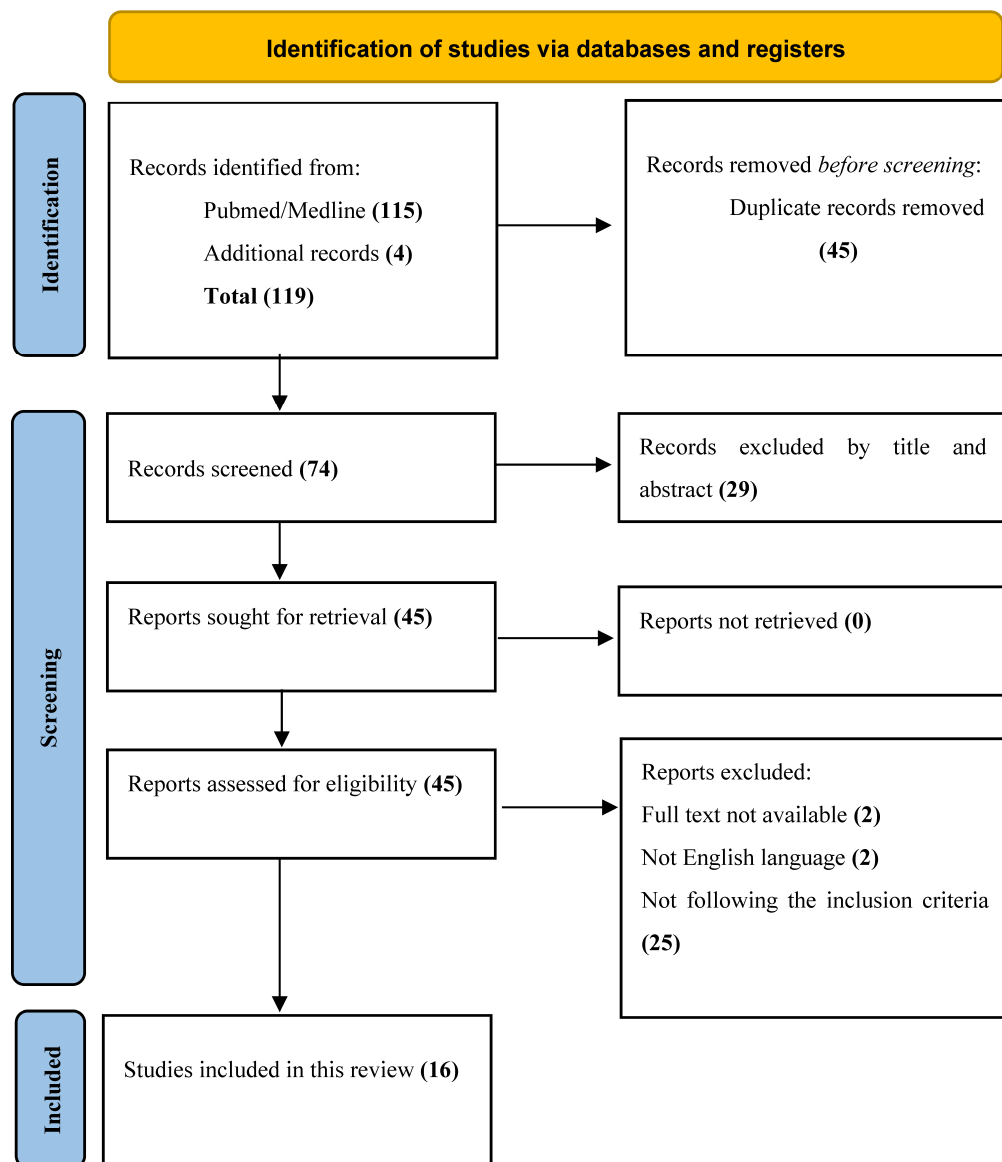 Identification of studies via databases and registers
Identification
Records identified from:
Pubmed/Medline (115)
Additional records (4)
Total (119)
Records removed before screening:
Duplicate records removed
(45)
Screening
Records screened (74)
Records excluded by title and
abstract (29)
Reports sought for retrieval (45)
Reports not retrieved (0)
Reports assessed for eligibility (45)
Reports excluded:
Full text not available (2)
Not English language (2)
Not following the inclusion criteria
(25)
Included
Studies included in this review (16)